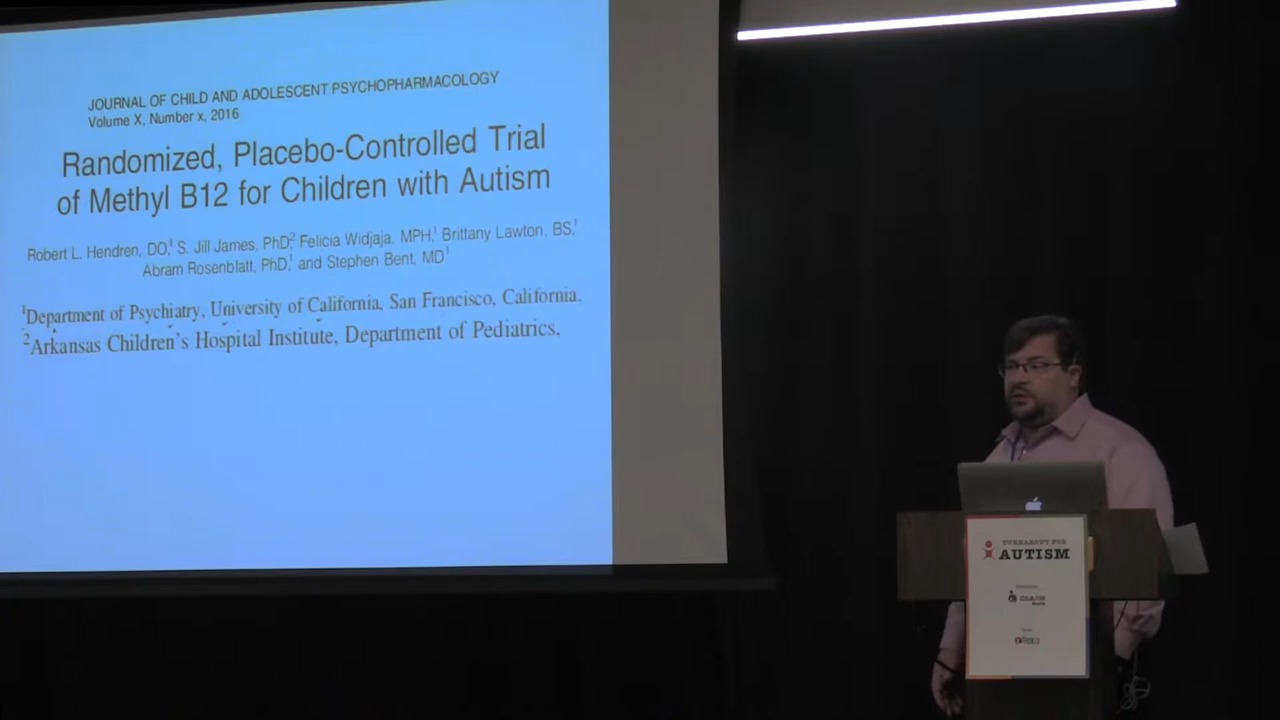 JOURNAL OF CHILD AND ADOLESCENT PSYCHOPHARMACOLOGY
Volume X, Number x, 2016
Randomized, Placebo-Controlled Trial
of Methyl B12 for Children with Autism
Robert L. Hendren, DO,¹ S. Jill James, PhD,² Felicia Widjaja, MPH,¹ Brittany Lawton, BS,¹
Abram Rosenblatt, PhD,¹ and Stephen Bent, MD¹
¹Department of Psychiatry, University of California, San Francisco, California.
²Arkansas Children's Hospital Institute, Department of Pediatrics,
TURNABOUT FOR
AUTISM